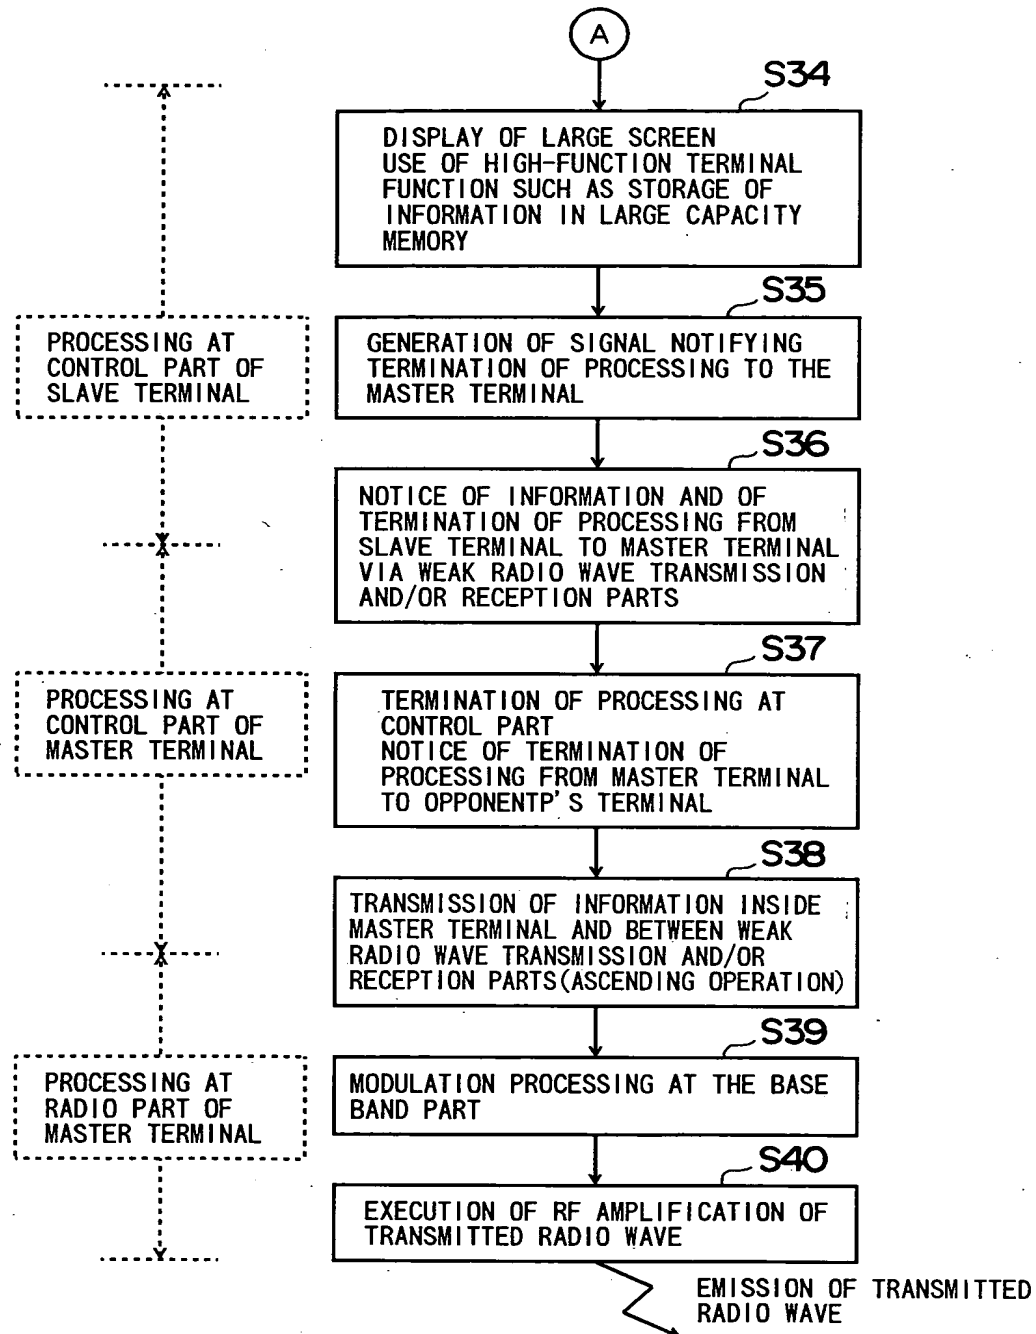 A
S34
DISPLAY OF LARGE SCREEN
USE OF HIGH-FUNCTION TERMINAL
FUNCTION SUCH AS STORAGE OF
INFORMATION IN LARGE CAPACITY
MEMORY
S35
PROCESSING AT
CONTROL PART OF
SLAVE TERMINAL
GENERATION OF SIGNAL NOTIFYING
TERMINATION OF PROCESSING TO THE
MASTER TERMINAL
S36
NOTICE OF INFORMATION AND OF
TERMINATION OF PROCESSING FROM
SLAVE TERMINAL TO MASTER TERMINAL
VIA WEAK RADIO WAVE TRANSMISSION
AND/OR RECEPTION PARTS
S37
PROCESSING AT
CONTROL PART OF
MASTER TERMINAL
TERMINATION OF PROCESSING AT
CONTROL PART
NOTICE OF TERMINATION OF
PROCESSING FROM MASTER TERMINAL
TO OPPONENTP'S TERMINAL
S38
TRANSMISSION OF INFORMATION INSIDE
MASTER TERMINAL AND BETWEEN WEAK
RADIO WAVE TRANSMISSION AND/OR
RECEPTION PARTS(ASCENDING OPERATION)
S39
PROCESSING AT
RADIO PART OF
MASTER TERMINAL
MODULATION PROCESSING AT THE BASE
BAND PART
S40
EXECUTION OF RF AMPLIFICATION OF
TRANSMITTED RADIO WAVE
EMISSION OF TRANSMITTED
RADIO WAVE